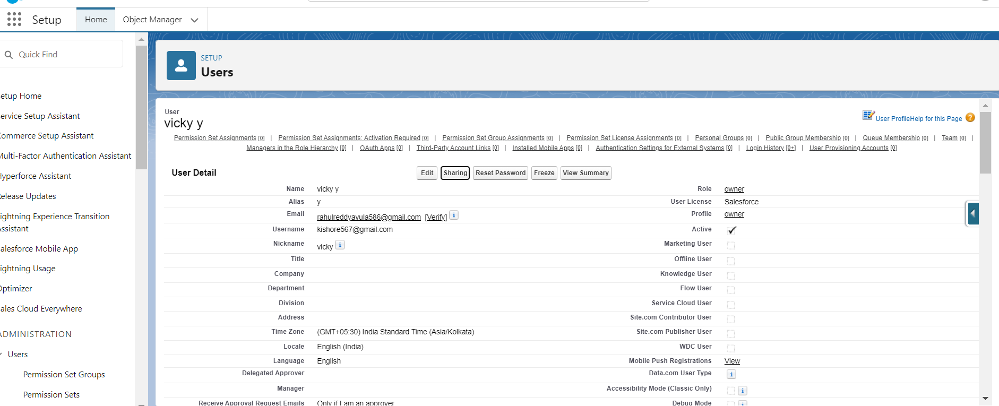 Setup Home Object Manager
Quick Find
SETUP
Users
etup Home
ervice Setup Assistant
Commerce Setup Assistant
Multi-Factor Authentication Assistant
Hyperforce Assistant
Release Updates
ightning Experience Transition
Assistant
alesforce Mobile App
ightning Usage
Optimizer
ales Cloud Everywhere
ADMINISTRATION
Users
Permission Set Groups
Permission Sets
User
vicky y
User ProfileHelp for this Page ?
Permission Set Assignments [0] | Permission Set Assignments: Activation Required [0] | Permission Set Group Assignments [0] | Permission Set License Assignments [0] | Personal Groups [0] | Public Group Membership [0] | Queue Membership [0] | Team [0] |
Managers in the Role Hierarchy [0] | OAuth Apps [0] | Third-Party Account Links [0] | Installed Mobile Apps [0] | Authentication Settings for External Systems [0] | Login History [0+] | User Provisioning Accounts [0]
User Detail Edit Sharing Reset Password Freeze View Summary
Name vicky y Role owner
Alias y User License Salesforce
Email rahulreddyavula586@gmail.com [Verify] i Profile owner
Username kishore567@gmail.com Active
Nickname vicky i Marketing User
Title Offline User
Company Knowledge User
Department Flow User
Division Service Cloud User
Address Site.com Contributor User
Time Zone (GMT+05:30) India Standard Time (Asia/Kolkata) Site.com Publisher User
Locale English (India) WDC User
Language English Mobile Push Registrations View
Delegated Approver Data.com User Type i
Manager Accessibility Mode (Classic Only) i
Receive Approval Request Emails Only if I am an approver Debug Mode i